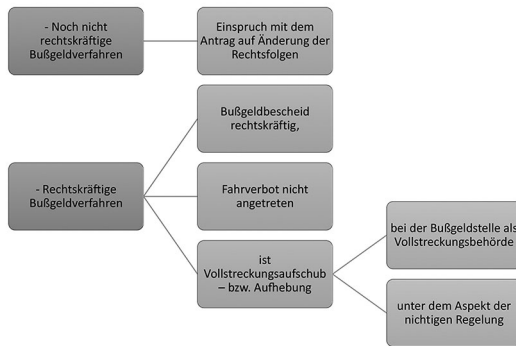 - Noch nicht
rechtskräftige
Bußgeldverfahren
Einspruch mit dem
Antrag auf Änderung der
Rechtsfolgen
- Rechtskräftige
Bußgeldverfahren
Bußgeldbescheid
rechtskräftig,
Fahrverbot nicht
angetreten
ist
Vollstreckungsaufschub
– bzw. Aufhebung
bei der Bußgeldstelle als
Vollstreckungsbehörde
unter dem Aspekt der
nichtigen Regelung